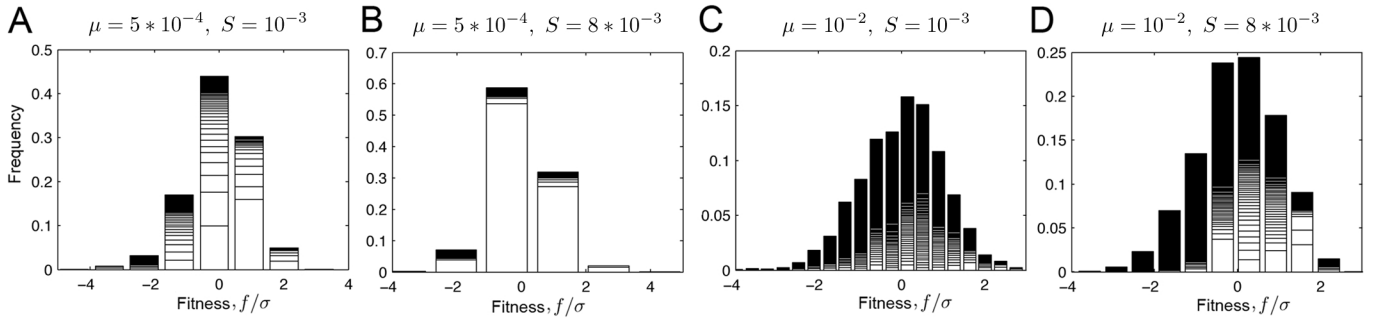 A
μ = 5 * 10⁻⁴, S = 10⁻³
0.5
0.4
0.3
0.2
0.1
0
Frequency
−4 −2 0 2 4
Fitness, f/σ
B
μ = 5 * 10⁻⁴, S = 8 * 10⁻³
0.7
0.6
0.5
0.4
0.3
0.2
0.1
0
−4 −2 0 2 4
Fitness, f/σ
C
μ = 10⁻², S = 10⁻³
0.2
0.15
0.1
0.05
0
−4 −2 0 2
Fitness, f/σ
D
μ = 10⁻², S = 8 * 10⁻³
0.25
0.2
0.15
0.1
0.05
0
−4 −2 0 2
Fitness, f/σ